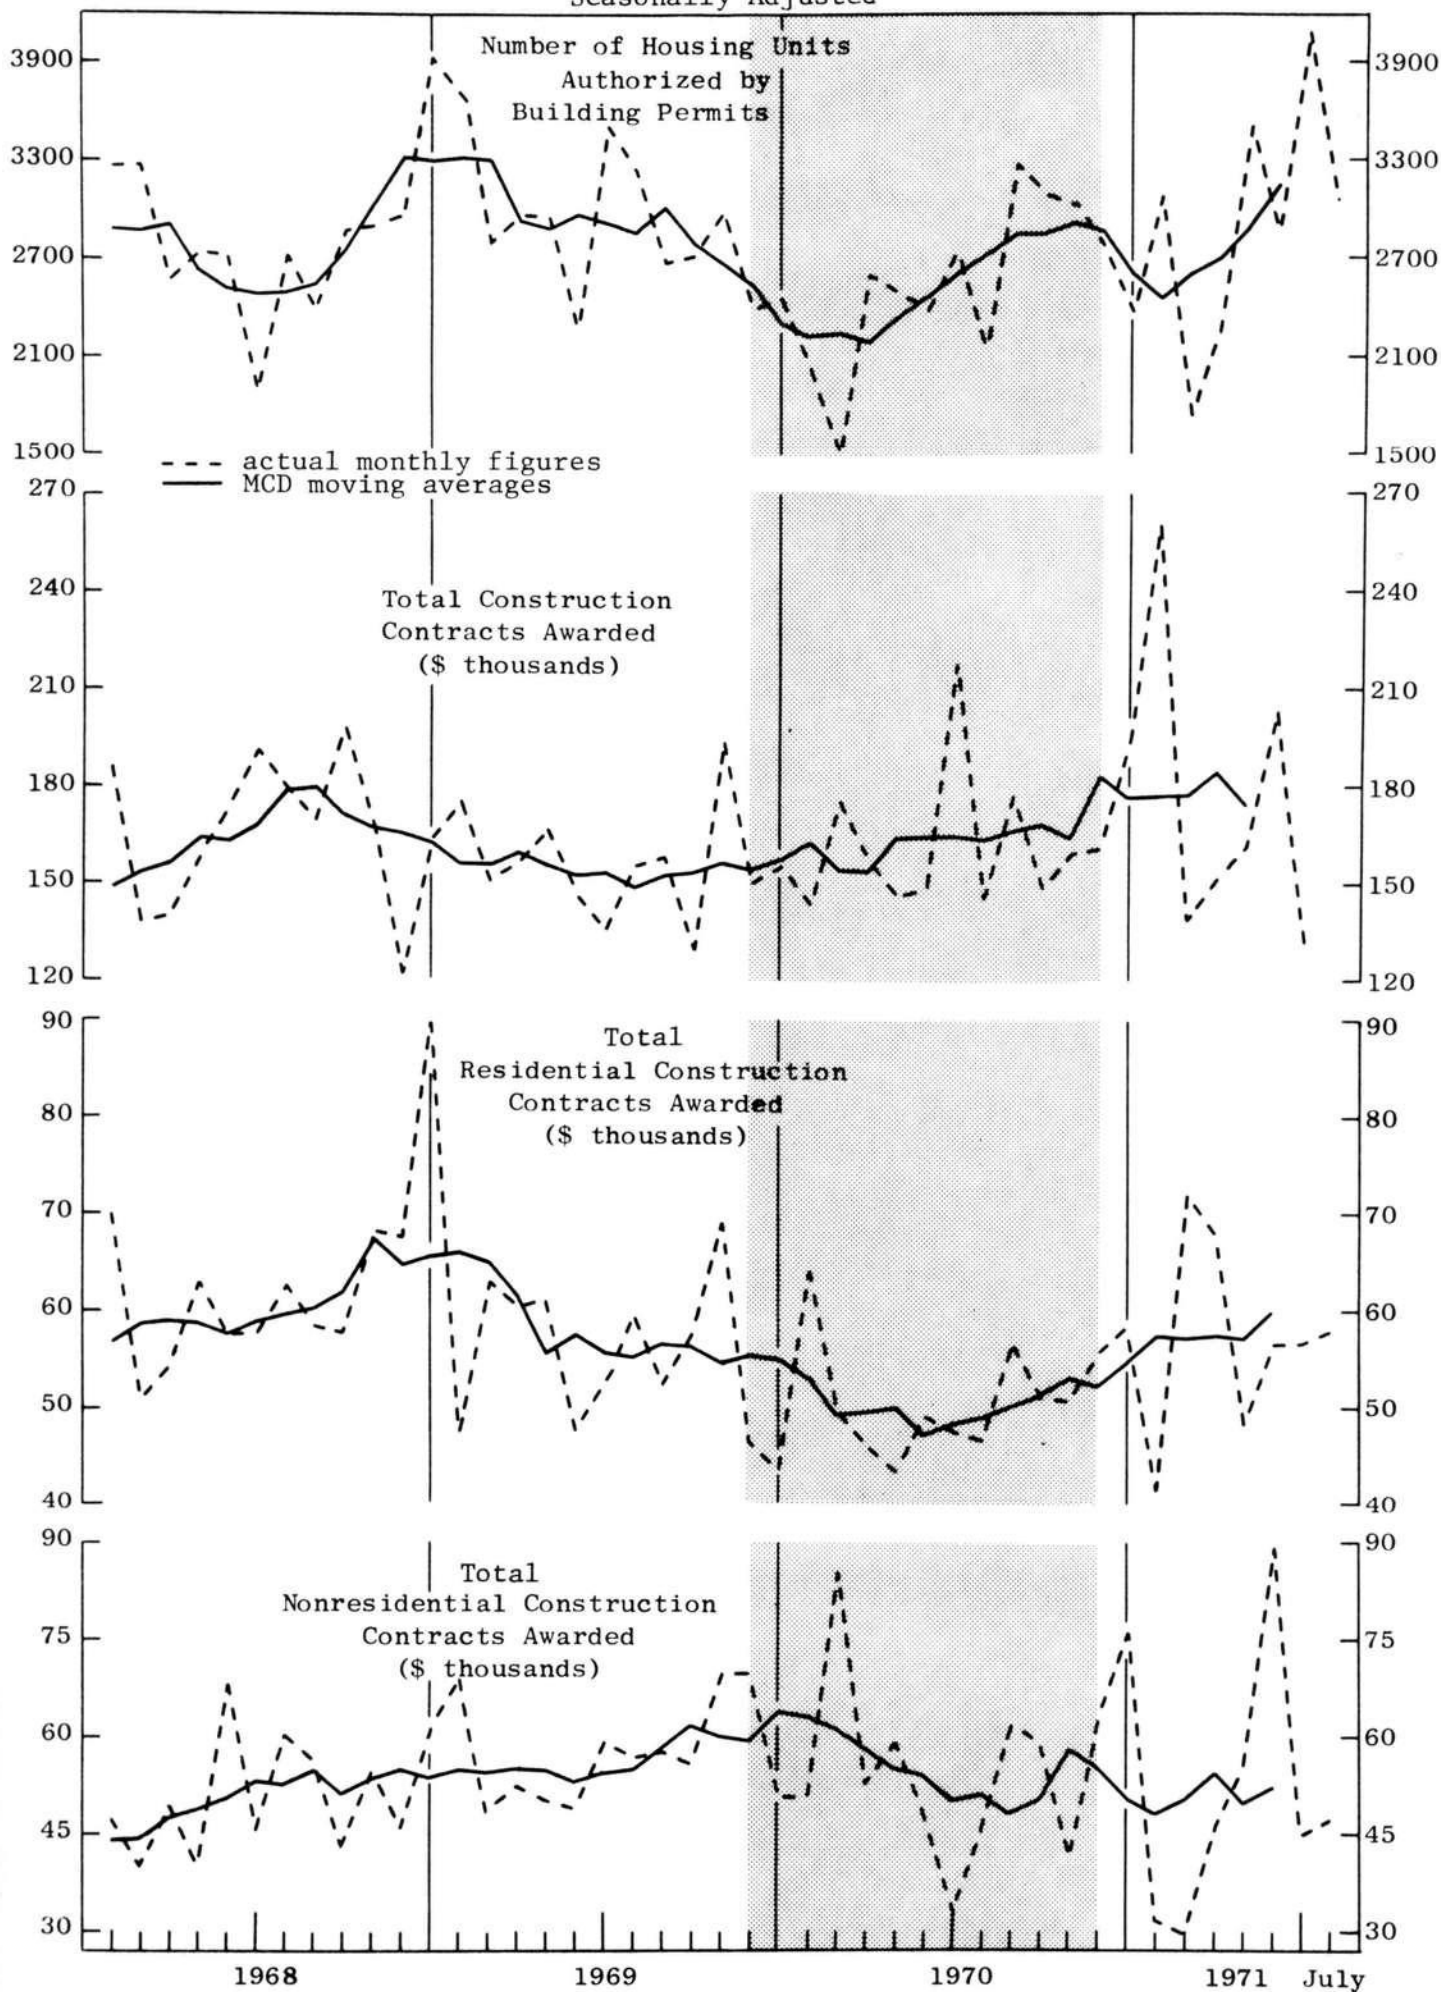 Seasonally Adjusted
Number of Housing Units
Authorized by
Building Permits
3900
3300
2700
2100
1500
3900
3300
2700
2100
1500
- - - actual monthly figures
MCD moving averages
270
240
210
180
150
120
270
240
210
180
150
120
Total Construction
Contracts Awarded
($ thousands)
90
80
70
60
50
40
90
80
70
60
50
40
Total
Residential Construction
Contracts Awarded
($ thousands)
90
75
60
45
30
90
75
60
45
30
Total
Nonresidential Construction
Contracts Awarded
($ thousands)
1968 1969 1970 1971 July